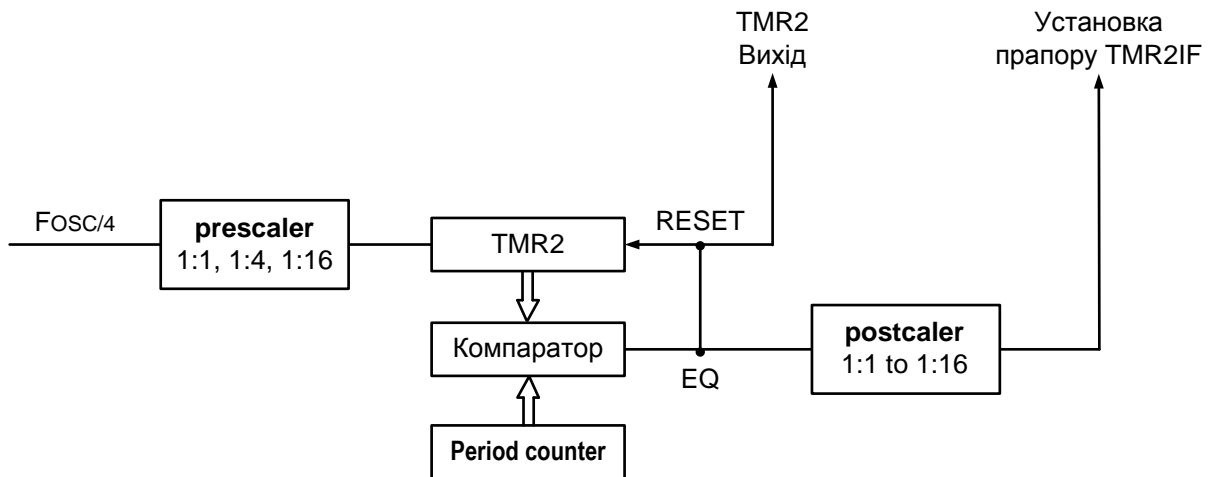 TMR2
Вихід
Установка
прапору TMR2IF
FOSC/4
prescaler
1:1, 1:4, 1:16
TMR2
RESET
Компаратор
EQ
postcaler
1:1 to 1:16
Period counter